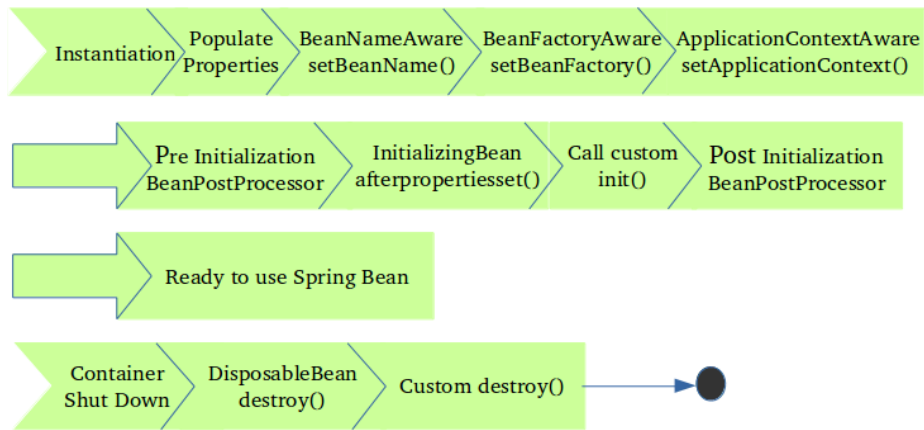 Instantiation
Populate
Properties
BeanNameAware
setBeanName()
BeanFactoryAware
setBeanFactory()
ApplicationContextAware
setApplicationContext()
Pre Initialization
BeanPostProcessor
InitializingBean
afterpropertiesset()
Call custom
init()
Post Initialization
BeanPostProcessor
Ready to use Spring Bean
Container
Shut Down
DisposableBean
destroy()
Custom destroy()